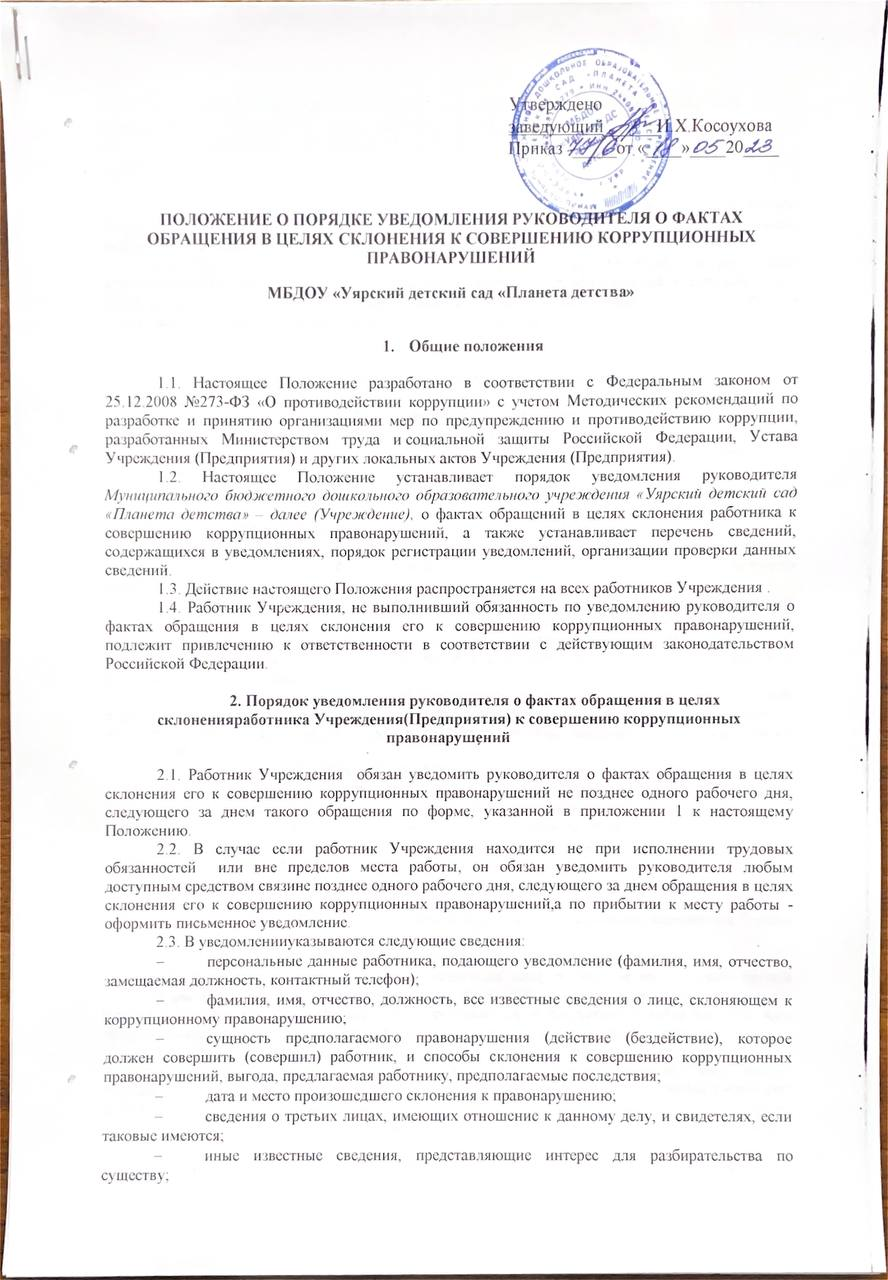 Утверждено
заведующий И.Х.Косоухова
Приказ 77/6 от « 18 » 05 2023
ПОЛОЖЕНИЕ О ПОРЯДКЕ УВЕДОМЛЕНИЯ РУКОВОДИТЕЛЯ О ФАКТАХ
ОБРАЩЕНИЯ В ЦЕЛЯХ СКЛОНЕНИЯ К СОВЕРШЕНИЮ КОРРУПЦИОННЫХ
ПРАВОНАРУШЕНИЙ
МБДОУ «Уярский детский сад «Планета детства»
1. Общие положения
1.1. Настоящее Положение разработано в соответствии с Федеральным законом от
25.12.2008 №273-ФЗ «О противодействии коррупции» с учетом Методических рекомендаций по
разработке и принятию организациями мер по предупреждению и противодействию коррупции,
разработанных Министерством труда и социальной защиты Российской Федерации, Устава
Учреждения (Предприятия) и других локальных актов Учреждения (Предприятия).
1.2. Настоящее Положение устанавливает порядок уведомления руководителя
Муниципального бюджетного дошкольного образовательного учреждения «Уярский детский сад
«Планета детства» – далее (Учреждение), о фактах обращений в целях склонения работника к
совершению коррупционных правонарушений, а также устанавливает перечень сведений,
содержащихся в уведомлениях, порядок регистрации уведомлений, организации проверки данных
сведений.
1.3. Действие настоящего Положения распространяется на всех работников Учреждения .
1.4. Работник Учреждения, не выполнивший обязанность по уведомлению руководителя о
фактах обращения в целях склонения его к совершению коррупционных правонарушений,
подлежит привлечению к ответственности в соответствии с действующим законодательством
Российской Федерации.
2. Порядок уведомления руководителя о фактах обращения в целях
склоненияработника Учреждения(Предприятия) к совершению коррупционных
правонарушений
2.1. Работник Учреждения обязан уведомить руководителя о фактах обращения в целях
склонения его к совершению коррупционных правонарушений не позднее одного рабочего дня,
следующего за днем такого обращения по форме, указанной в приложении 1 к настоящему
Положению.
2.2. В случае если работник Учреждения находится не при исполнении трудовых
обязанностей или вне пределов места работы, он обязан уведомить руководителя любым
доступным средством связине позднее одного рабочего дня, следующего за днем обращения в целях
склонения его к совершению коррупционных правонарушений,а по прибытии к месту работы -
оформить письменное уведомление.
2.3. В уведомленииуказываются следующие сведения:
– персональные данные работника, подающего уведомление (фамилия, имя, отчество,
замещаемая должность, контактный телефон);
– фамилия, имя, отчество, должность, все известные сведения о лице, склоняющем к
коррупционному правонарушению;
– сущность предполагаемого правонарушения (действие (бездействие), которое
должен совершить (совершил) работник, и способы склонения к совершению коррупционных
правонарушений, выгода, предлагаемая работнику, предполагаемые последствия;
– дата и место произошедшего склонения к правонарушению;
– сведения о третьих лицах, имеющих отношение к данному делу, и свидетелях, если
таковые имеются;
– иные известные сведения, представляющие интерес для разбирательства по
существу;